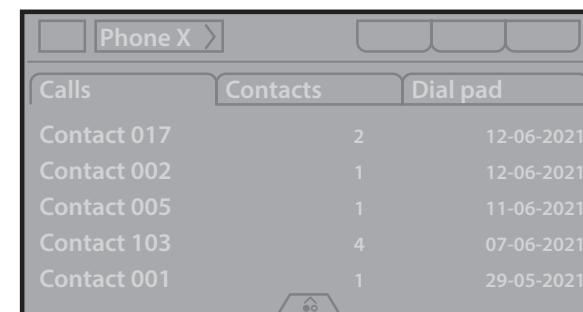 Phone X
Calls Contacts Dial pad
Contact 017 2 12-06-2021
Contact 002 1 12-06-2021
Contact 005 1 11-06-2021
Contact 103 4 07-06-2021
Contact 001 1 29-05-2021